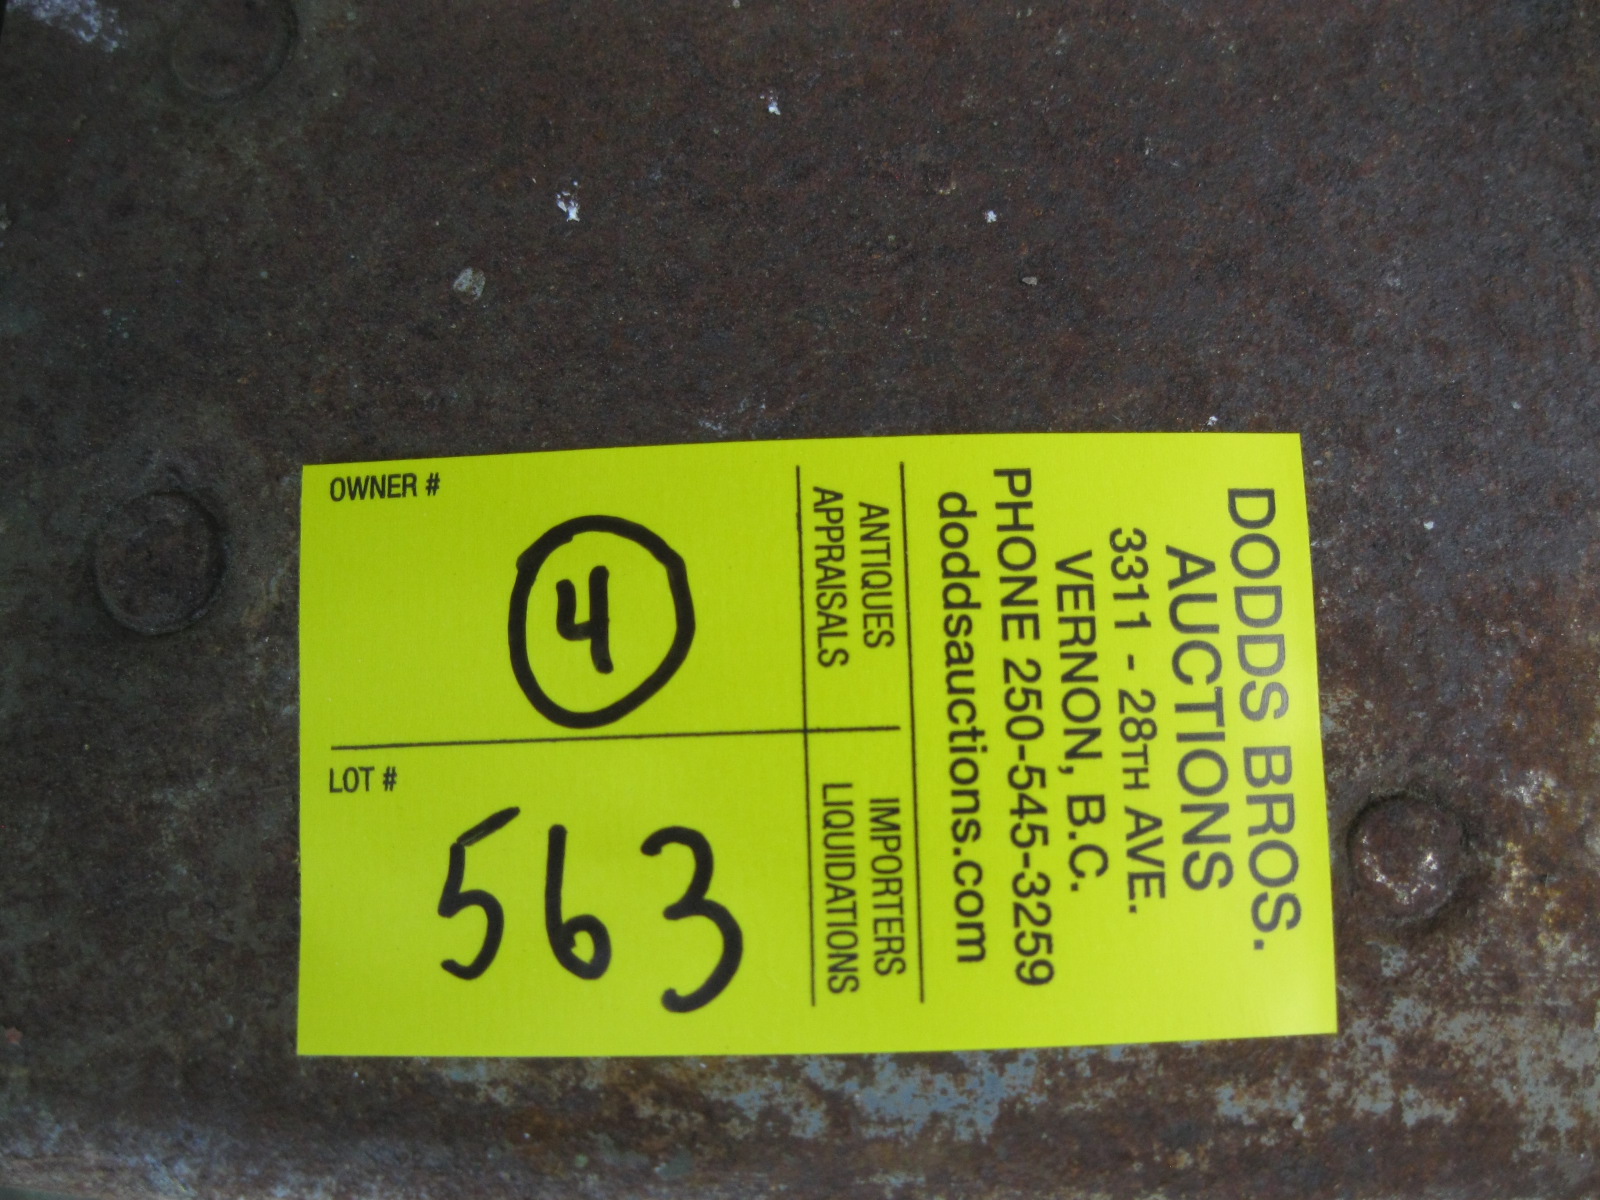 DODDS BROS.
AUCTIONS
3311 - 28TH AVE.
VERNON, B.C.
PHONE 250-545-3259
doddsauctions.com
ANTIQUES
APPRAISALS
IMPORTERS
LIQUIDATIONS
OWNER #
4
LOT #
563